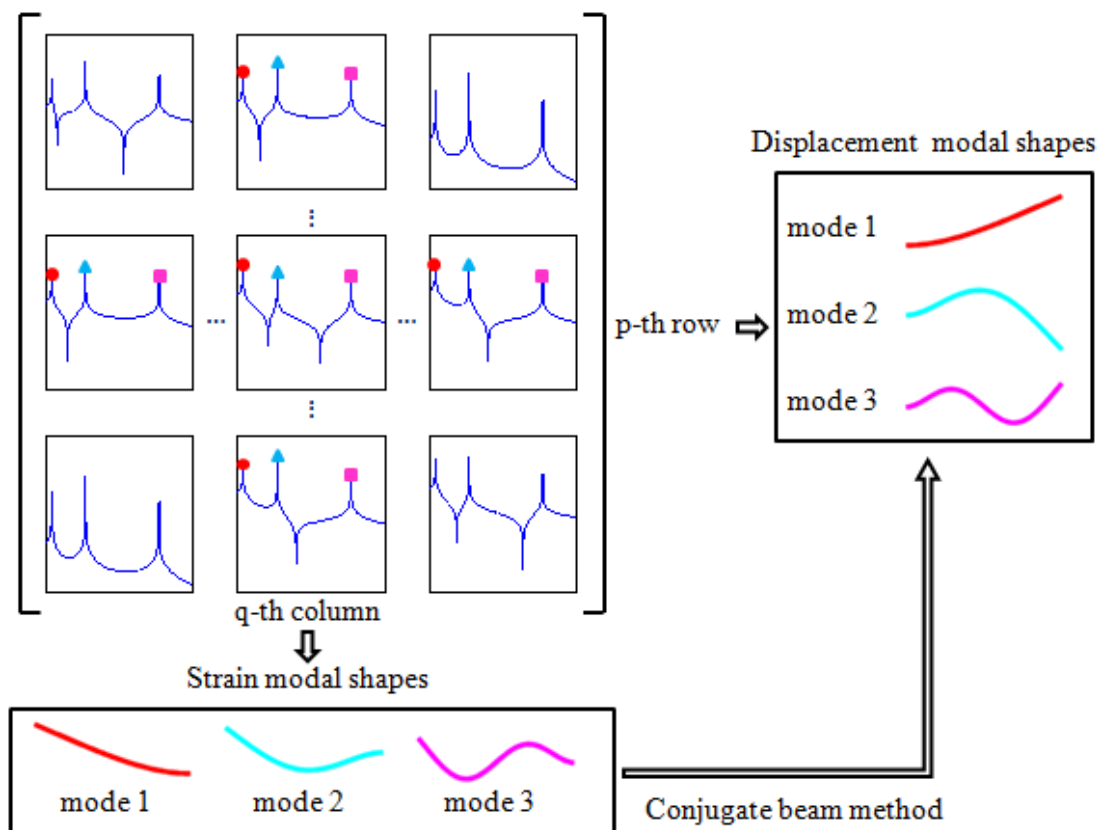 Displacement modal shapes
mode 1
mode 2
mode 3
⋮
... ...
p-th row
⋮
q-th column
Strain modal shapes
mode 1 mode 2 mode 3
Conjugate beam method